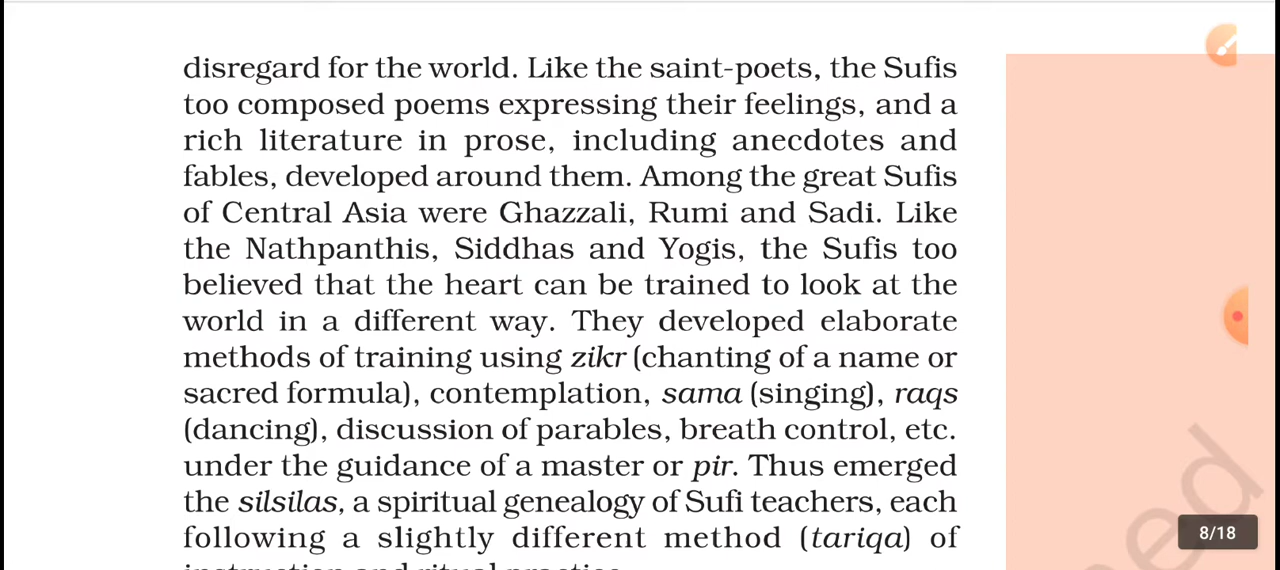 disregard for the world. Like the saint-poets, the Sufis
too composed poems expressing their feelings, and a
rich literature in prose, including anecdotes and
fables, developed around them. Among the great Sufis
of Central Asia were Ghazzali, Rumi and Sadi. Like
the Nathpanthis, Siddhas and Yogis, the Sufis too
believed that the heart can be trained to look at the
world in a different way. They developed elaborate
methods of training using zikr (chanting of a name or
sacred formula), contemplation, sama (singing), raqs
(dancing), discussion of parables, breath control, etc.
under the guidance of a master or pir. Thus emerged
the silsilas, a spiritual genealogy of Sufi teachers, each
following a slightly different method (tariqa) of
ed
8/18